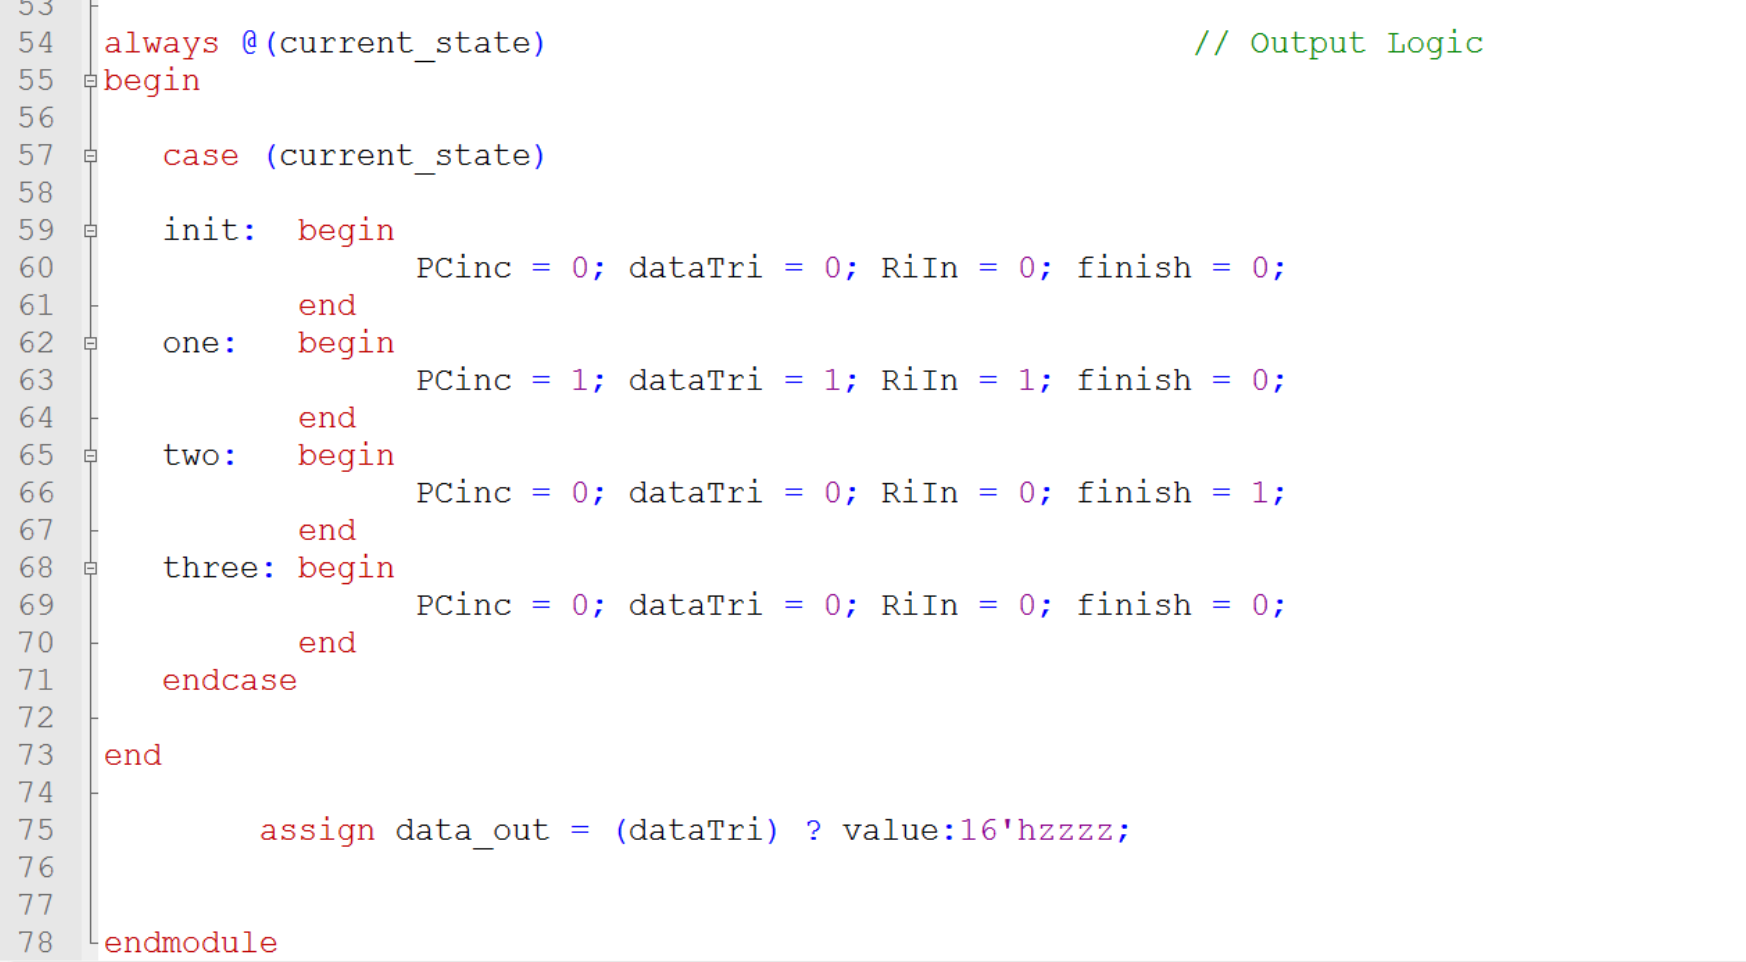 53
54 always @(current_state) // Output Logic
55 begin
56
57 case (current_state)
58
59 init: begin
60 PCinc = 0; dataTri = 0; RiIn = 0; finish = 0;
61 end
62 one: begin
63 PCinc = 1; dataTri = 1; RiIn = 1; finish = 0;
64 end
65 two: begin
66 PCinc = 0; dataTri = 0; RiIn = 0; finish = 1;
67 end
68 three: begin
69 PCinc = 0; dataTri = 0; RiIn = 0; finish = 0;
70 end
71 endcase
72
73 end
74
75 assign data_out = (dataTri) ? value:16'hzzzz;
76
77
78 endmodule